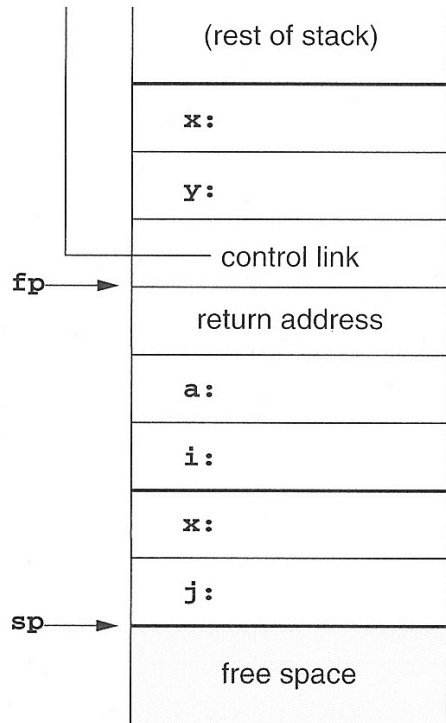 (rest of stack)
x:
y:
control link
fp
return address
a:
i:
x:
j:
sp
free space